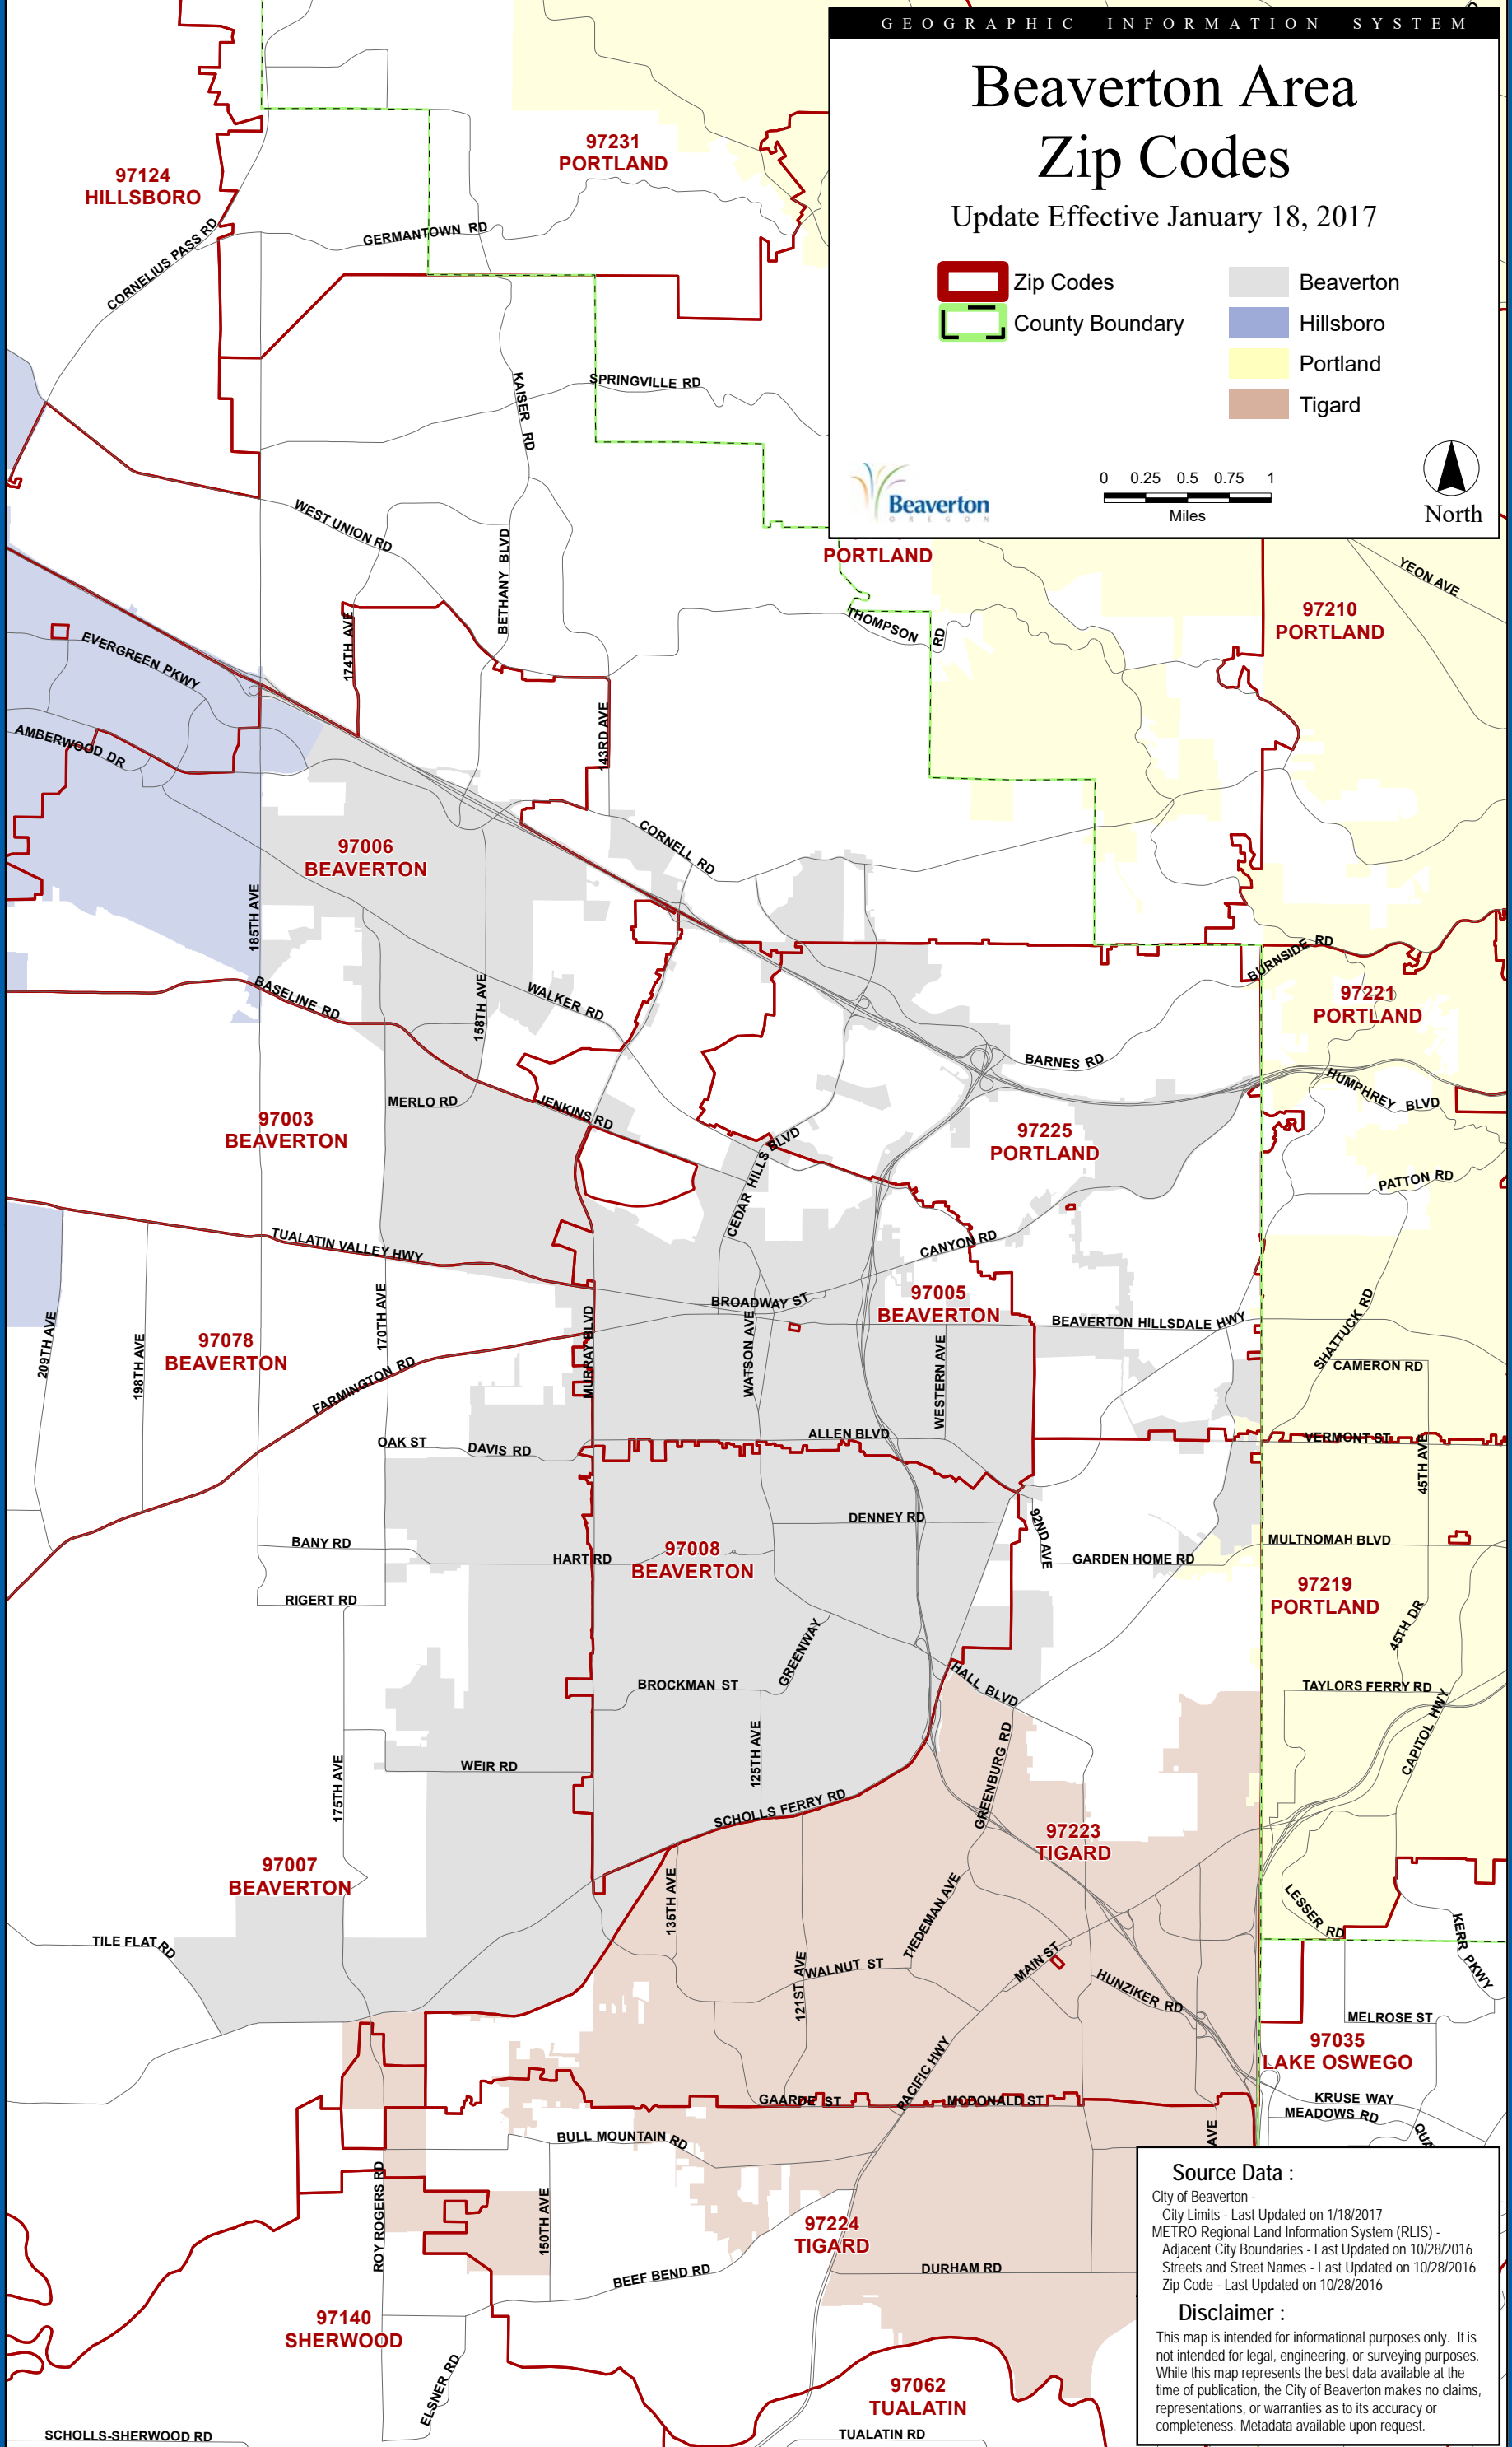 GEOGRAPHIC INFORMATION SYSTEM
Beaverton Area
Zip Codes
Update Effective January 18, 2017
Zip Codes
County Boundary
Beaverton
Hillsboro
Portland
Tigard
Beaverton
OREGON
0 0.25 0.5 0.75 1
Miles
North
97231
PORTLAND
97124
HILLSBORO
CORNELIUS PASS RD
GERMANTOWN RD
KAISER RD
SPRINGVILLE RD
WEST UNION RD
BETHANY BLVD
PORTLAND
YEON AVE
97210
PORTLAND
THOMPSON RD
174TH AVE
EVERGREEN PKWY
AMBERWOOD DR
143RD AVE
CORNELL RD
97006
BEAVERTON
185TH AVE
BURNSIDE RD
BASELINE RD
158TH AVE
WALKER RD
97221
PORTLAND
BARNES RD
HUMPHREY BLVD
MERLO RD
JENKINS RD
97003
BEAVERTON
97225
PORTLAND
CEDAR HILLS BLVD
PATTON RD
TUALATIN VALLEY HWY
CANYON RD
170TH AVE
BROADWAY ST
97005
BEAVERTON
BEAVERTON HILLSDALE HWY
SHATTUCK RD
209TH AVE
198TH AVE
97078
BEAVERTON
MURRAY BLVD
WATSON AVE
WESTERN AVE
CAMERON RD
FARMINGTON RD
OAK ST
DAVIS RD
ALLEN BLVD
VERMONT ST
45TH AVE
DENNEY RD
92ND AVE
BANY RD
HART RD
97008
BEAVERTON
GARDEN HOME RD
MULTNOMAH BLVD
97219
PORTLAND
RIGERT RD
45TH DR
GREENWAY
BROCKMAN ST
HALL BLVD
TAYLORS FERRY RD
CAPITOL HWY
175TH AVE
WEIR RD
125TH AVE
GREENBURG RD
SCHOLLS FERRY RD
97223
TIGARD
97007
BEAVERTON
135TH AVE
TIEDEMAN AVE
LESSER RD
KERR PKWY
TILE FLAT RD
121ST AVE
WALNUT ST
MAIN ST
HUNZIKER RD
MELROSE ST
97035
LAKE OSWEGO
PACIFIC HWY
GAARDE ST
MCDONALD ST
KRUSE WAY
MEADOWS RD
BULL MOUNTAIN RD
AVE
QUA
ROY ROGERS RD
150TH AVE
97224
TIGARD
BEEF BEND RD
DURHAM RD
97140
SHERWOOD
ELSNER RD
97062
TUALATIN
SCHOLLS-SHERWOOD RD
TUALATIN RD
Source Data :
City of Beaverton -
City Limits - Last Updated on 1/18/2017
METRO Regional Land Information System (RLIS) -
Adjacent City Boundaries - Last Updated on 10/28/2016
Streets and Street Names - Last Updated on 10/28/2016
Zip Code - Last Updated on 10/28/2016
Disclaimer :
This map is intended for informational purposes only. It is
not intended for legal, engineering, or surveying purposes.
While this map represents the best data available at the
time of publication, the City of Beaverton makes no claims,
representations, or warranties as to its accuracy or
completeness. Metadata available upon request.